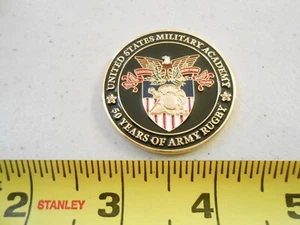 UNITED STATES MILITARY ACADEMY
50 YEARS OF ARMY RUGBY
2 STANLEY 3 4 5